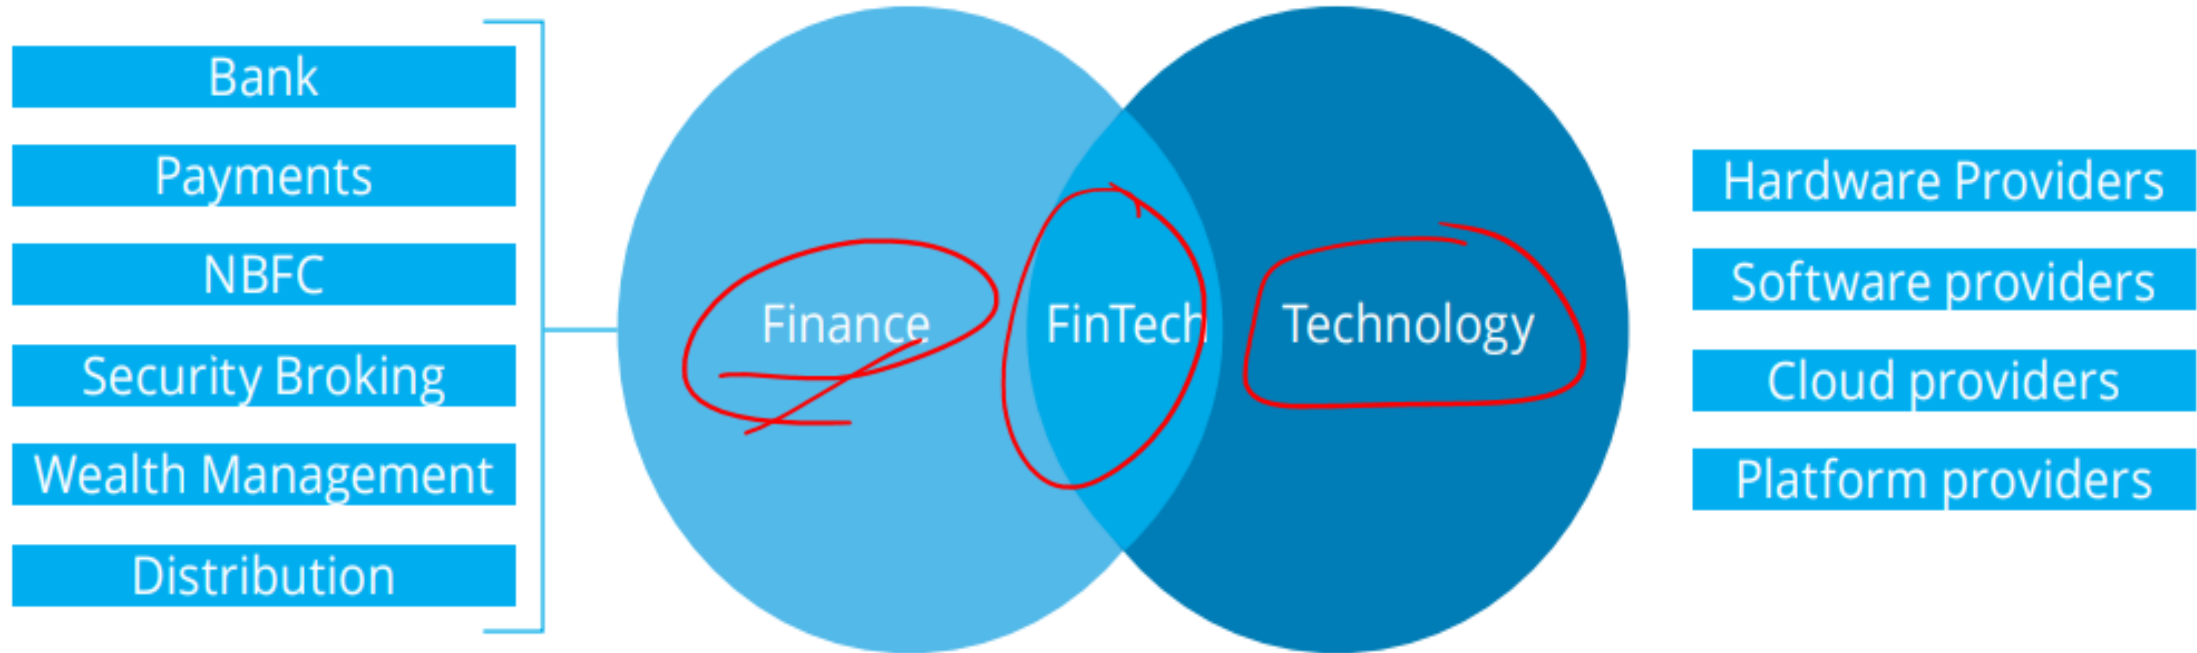 Bank
Payments
NBFC
Security Broking
Wealth Management
Distribution
Finance
FinTech
Technology
Hardware Providers
Software providers
Cloud providers
Platform providers